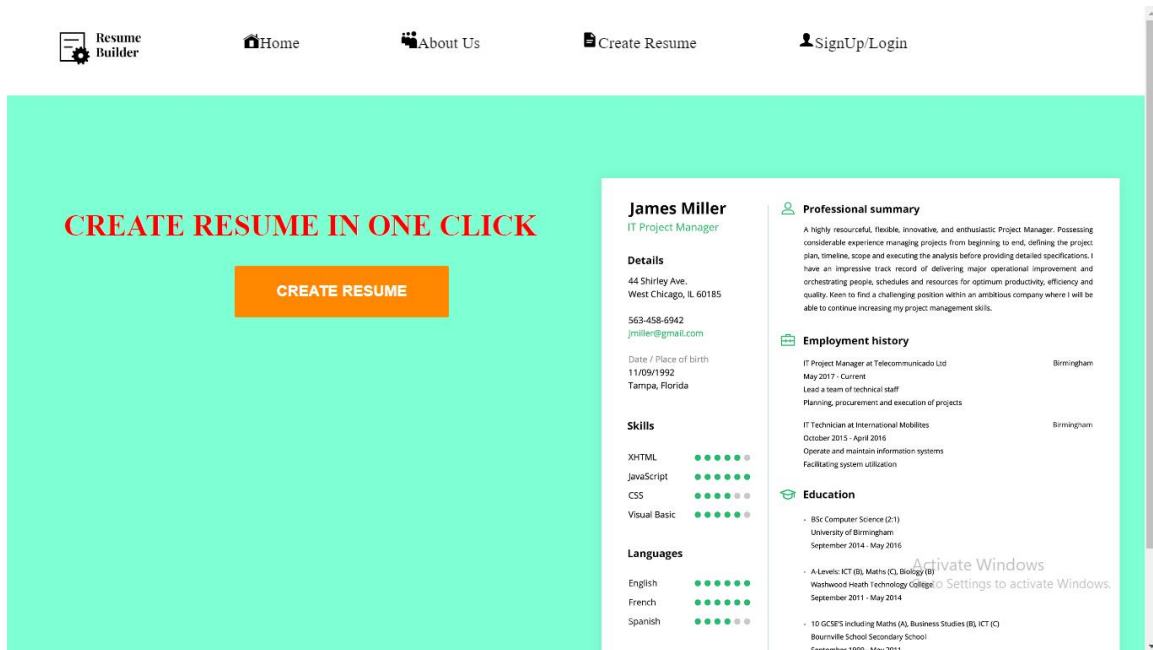 Resume
Builder
Home
About Us
Create Resume
SignUp/Login
CREATE RESUME IN ONE CLICK
CREATE RESUME
James Miller
IT Project Manager
Details
44 Shirley Ave.
West Chicago, IL 60185
563-458-6942
jmiller@gmail.com
Date / Place of birth
11/09/1992
Tampa, Florida
Skills
XHTML
JavaScript
CSS
Visual Basic
Languages
English
French
Spanish
Professional summary
A highly resourceful, flexible, innovative, and enthusiastic Project Manager. Possessing
considerable experience managing projects from beginning to end, defining the project
plan, timeline, scope and executing the analysis before providing detailed specifications. I
have an impressive track record of delivering major operational improvement and
orchestrating people, schedules and resources for optimum productivity, efficiency and
quality. Keen to find a challenging position within an ambitious company where I will be
able to continue increasing my project management skills.
Employment history
IT Project Manager at Telecommunicado Ltd Birmingham
May 2017 - Current
Lead a team of technical staff
Planning, procurement and execution of projects
IT Technician at International Mobilites Birmingham
October 2015 - April 2016
Operate and maintain information systems
Facilitating system utilization
Education
- BSc Computer Science (2:1)
University of Birmingham
September 2014 - May 2016
- A-Levels: ICT (B), Maths (C), Biology (B)
Washwood Heath Technology College
September 2011 - May 2014
- 10 GCSE'S including Maths (A), Business Studies (B), ICT (C)
Bournville School Secondary School
September 1999 - May 2011
Activate Windows
Go to Settings to activate Windows.